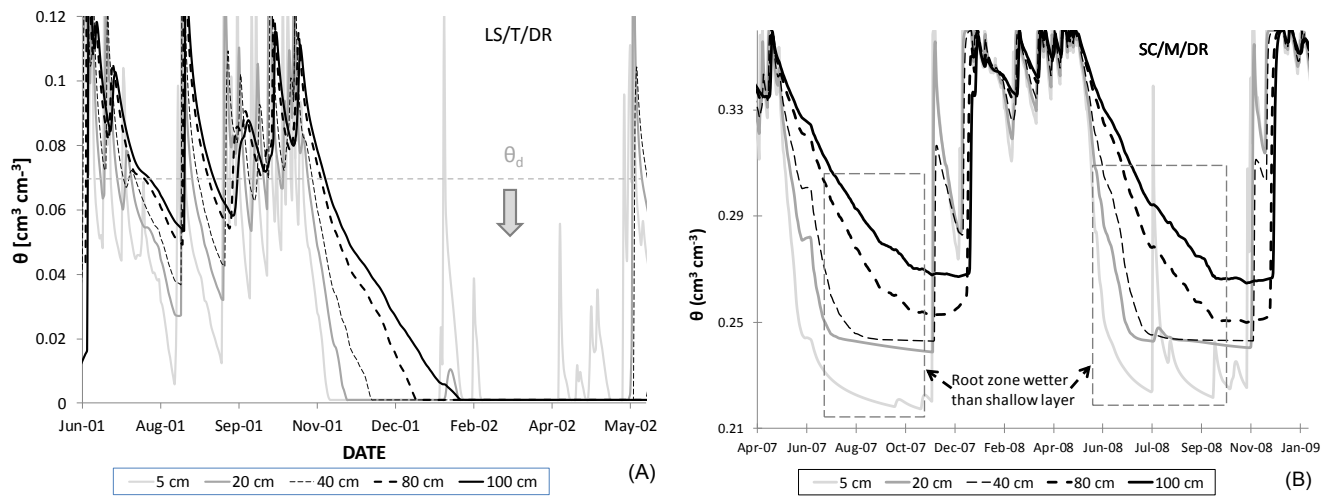 LS/T/DR
θ [cm³ cm⁻³]
0.12
0.1
0.08
0.06
0.04
0.02
0
θd
Jun-01 Aug-01 Sep-01 Nov-01 Dec-01 Feb-02 Apr-02 May-02
DATE
5 cm 20 cm 40 cm 80 cm 100 cm
(A)
SC/M/DR
θ (cm³ cm⁻³)
0.33
0.29
0.25
0.21
Root zone wetter
than shallow layer
Apr-07 Jun-07 Aug-07 Oct-07 Dec-07 Feb-08 Apr-08 Jun-08 Jul-08 Sep-08 Nov-08 Jan-09
5 cm 20 cm 40 cm 80 cm 100 cm
(B)